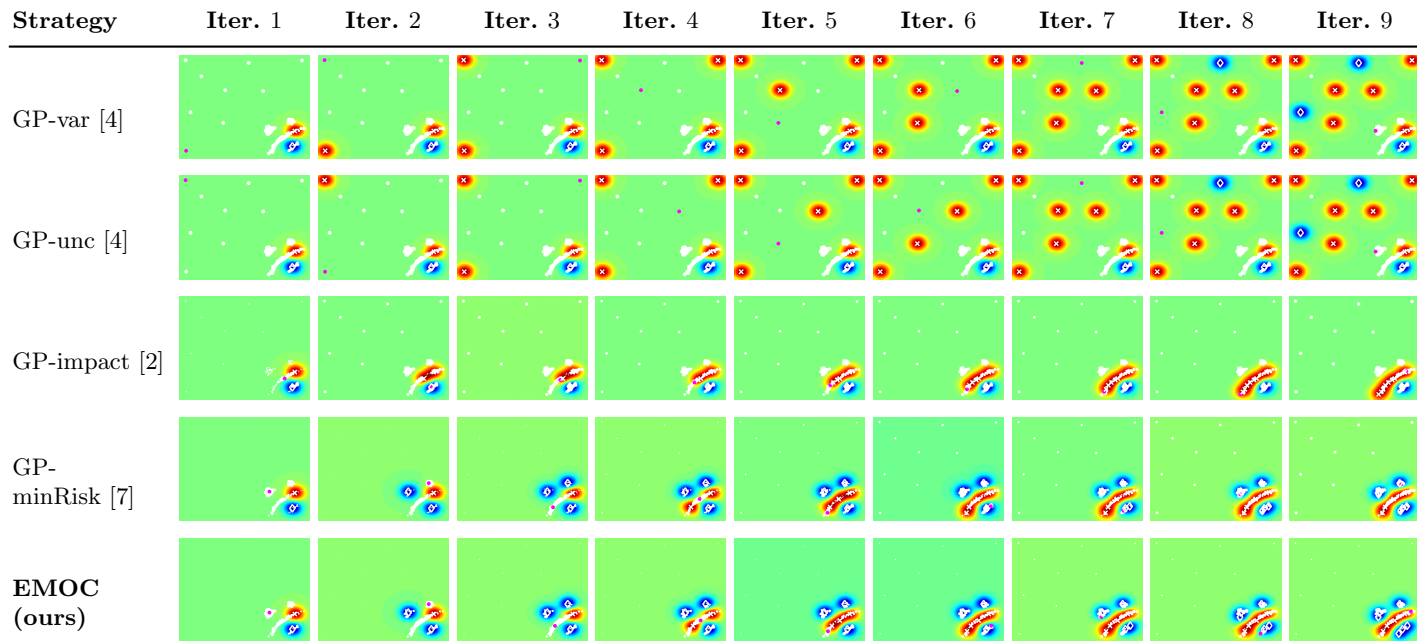 Strategy Iter. 1 Iter. 2 Iter. 3 Iter. 4 Iter. 5 Iter. 6 Iter. 7 Iter. 8 Iter. 9
GP-var [4]
GP-unc [4]
GP-impact [2]
GP-
minRisk [7]
EMOC
(ours)